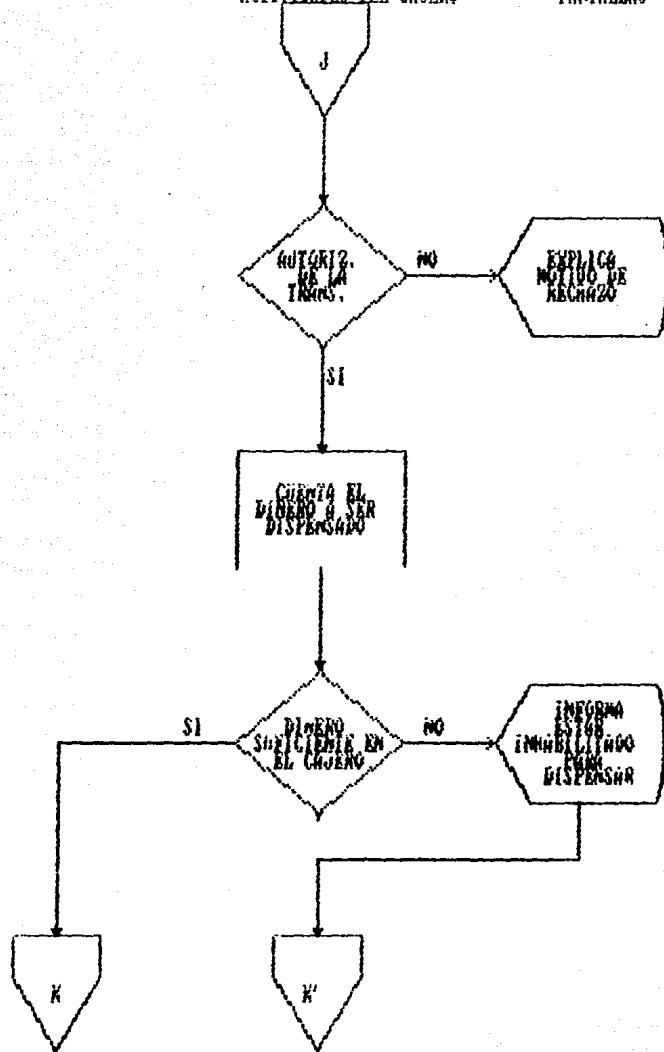 J
AUTORIZ.
DE LA
TRANS.
NO
EXPLICA
MOTIVO DE
RECHAZO
SI
CUENTA EL
DINERO A SER
DISPENSADO
SI
DINERO
SUFICIENTE EN
EL CAJERO
NO
INFORMA
ESTAR
INHABILITADO
PARA
DISPENSAR
K
K'